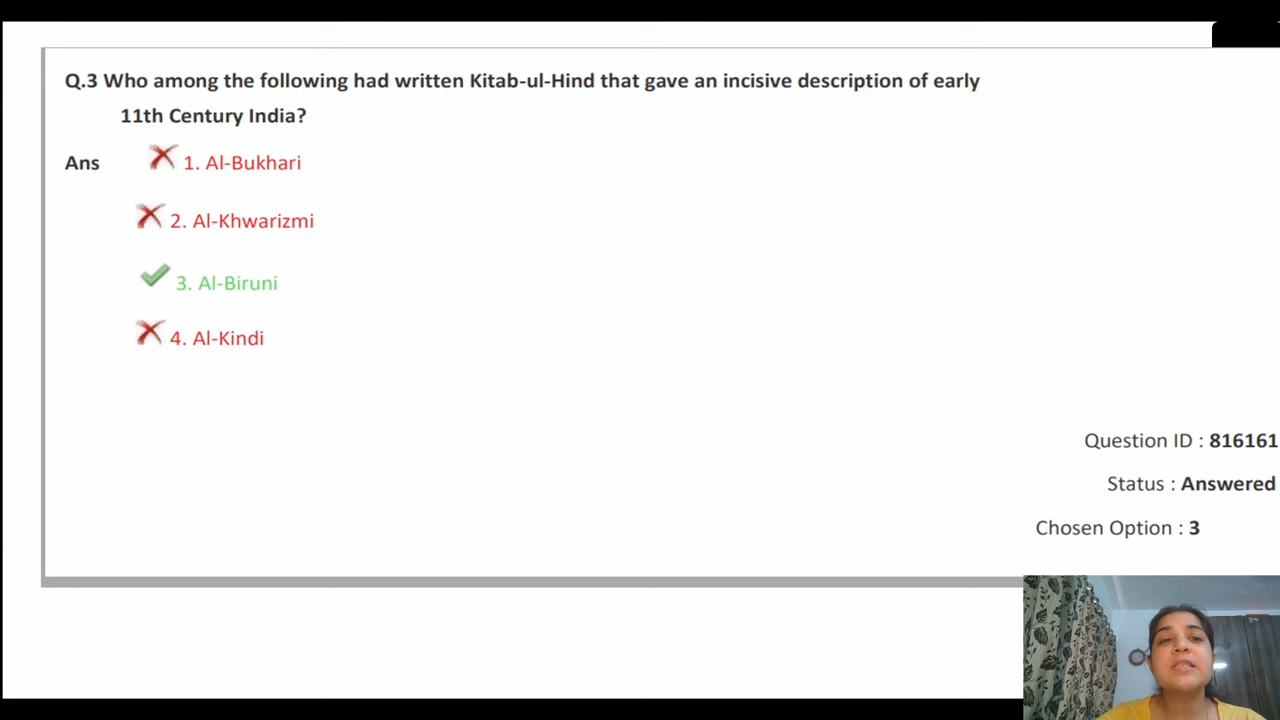 Q.3 Who among the following had written Kitab-ul-Hind that gave an incisive description of early
11th Century India?
Ans 1. Al-Bukhari
2. Al-Khwarizmi
3. Al-Biruni
4. Al-Kindi
Question ID : 816161
Status : Answered
Chosen Option : 3